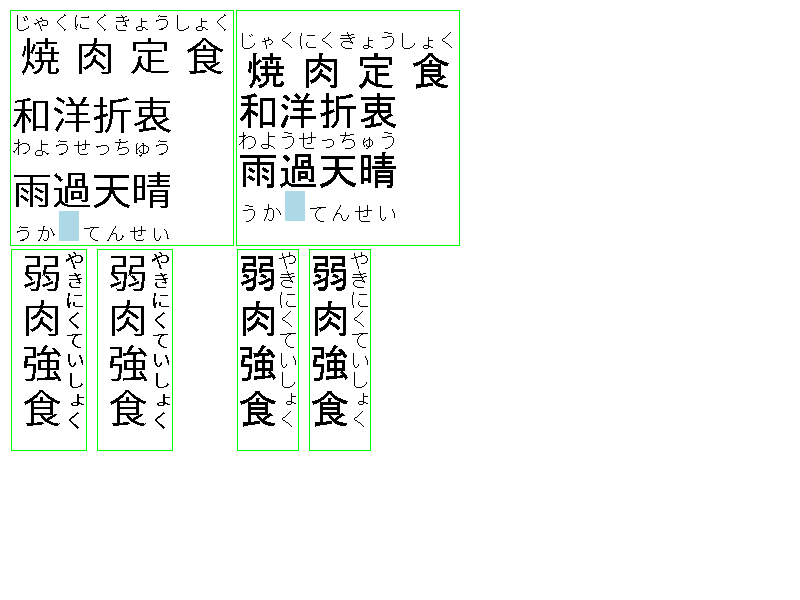 じゃくにくきょうしょく
焼肉定食
和洋折衷
わようせっちゅう
雨過天晴
うか てんせい
じゃくにくきょうしょく
焼肉定食
和洋折衷
わようせっちゅう
雨過天晴
うか てんせい
弱肉強食
やきにくていしょく
弱肉強食
やきにくていしょく
弱肉強食
やきにくていしょく
弱肉強食
やきにくていしょく